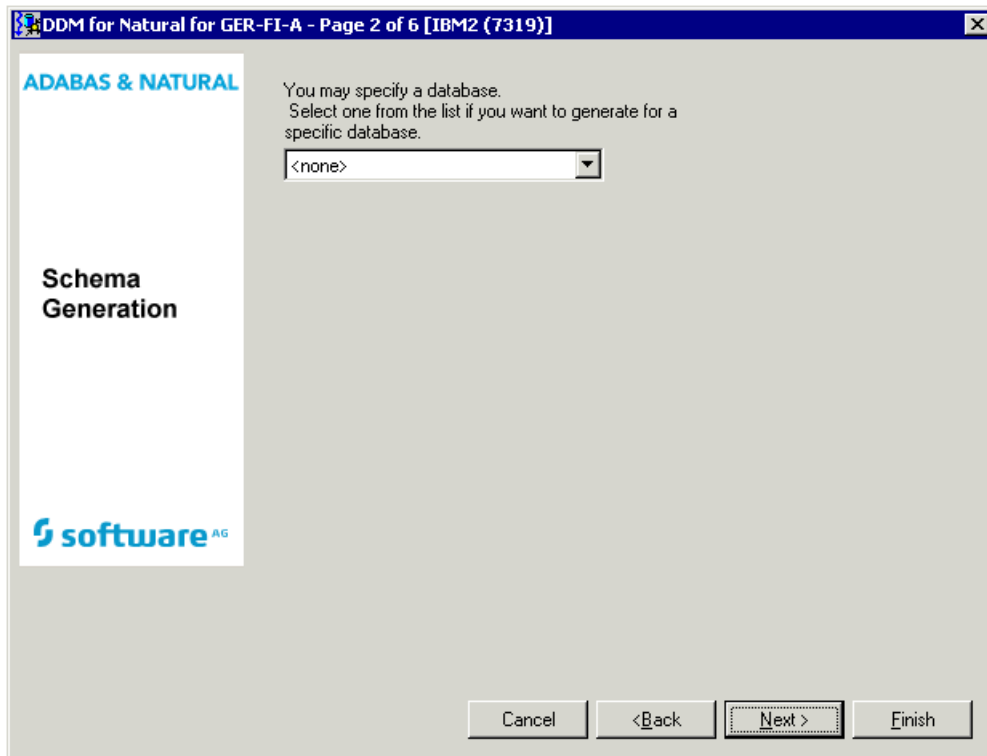 DDM for Natural for GER-FI-A - Page 2 of 6 [IBM2 (7319)]
ADABAS & NATURAL
You may specify a database.
Select one from the list if you want to generate for a
specific database.
<none>
Schema
Generation
software AG
Cancel
<Back
Next >
Finish